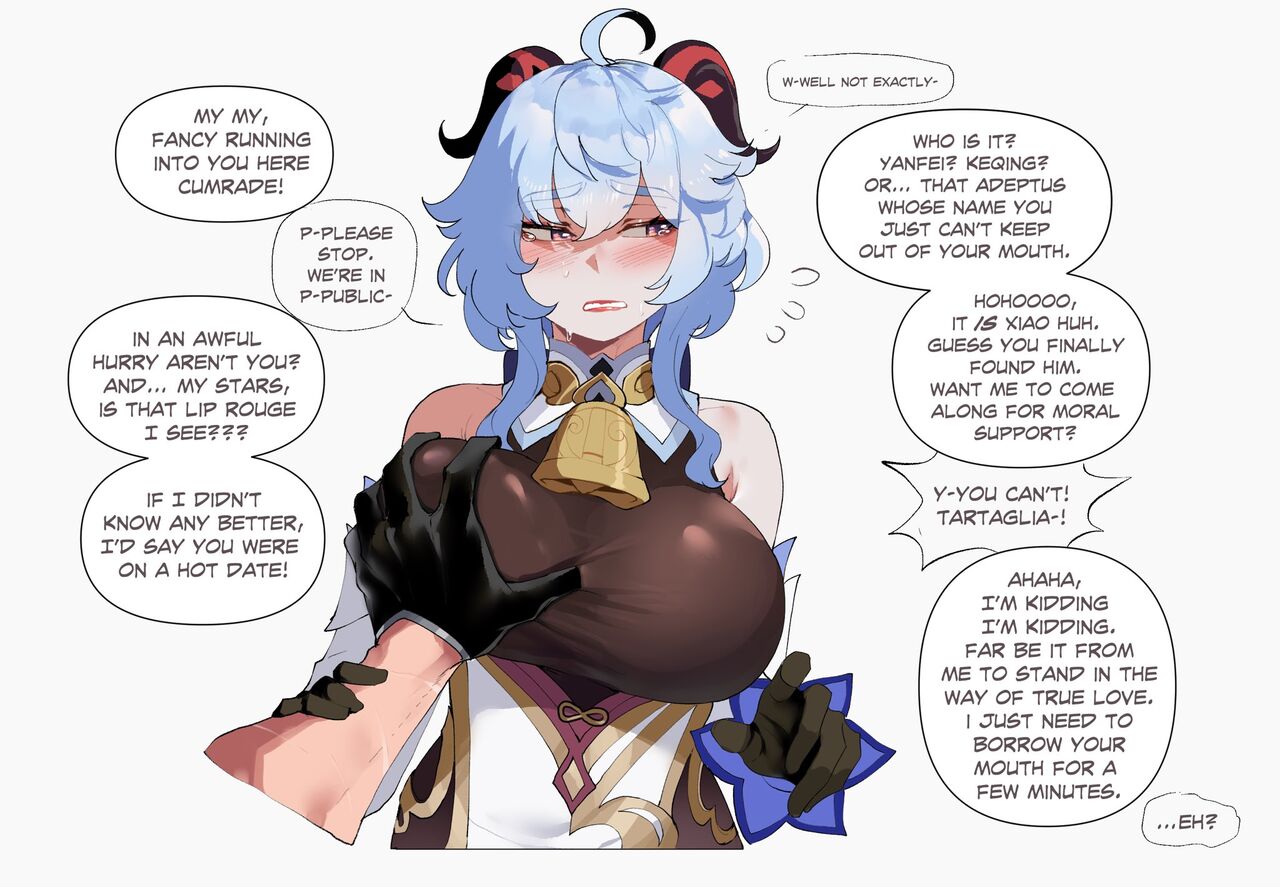 MY MY,
FANCY RUNNING
INTO YOU HERE
CUMRADE!
P-PLEASE
STOP.
WE'RE IN
P-PUBLIC-
IN AN AWFUL
HURRY AREN'T YOU?
AND... MY STARS,
IS THAT LIP ROUGE
I SEE???
IF I DIDN'T
KNOW ANY BETTER,
I'D SAY YOU WERE
ON A HOT DATE!
W-WELL NOT EXACTLY-
WHO IS IT?
YANFEI? KEQING?
OR... THAT ADEPTUS
WHOSE NAME YOU
JUST CAN'T KEEP
OUT OF YOUR MOUTH.
HOHOOOO,
IT IS XIAO HUH.
GUESS YOU FINALLY
FOUND HIM.
WANT ME TO COME
ALONG FOR MORAL
SUPPORT?
Y-YOU CAN'T!
TARTAGLIA-!
AHAHA,
I'M KIDDING
I'M KIDDING.
FAR BE IT FROM
ME TO STAND IN THE
WAY OF TRUE LOVE.
I JUST NEED TO
BORROW YOUR
MOUTH FOR A
FEW MINUTES.
...EH?